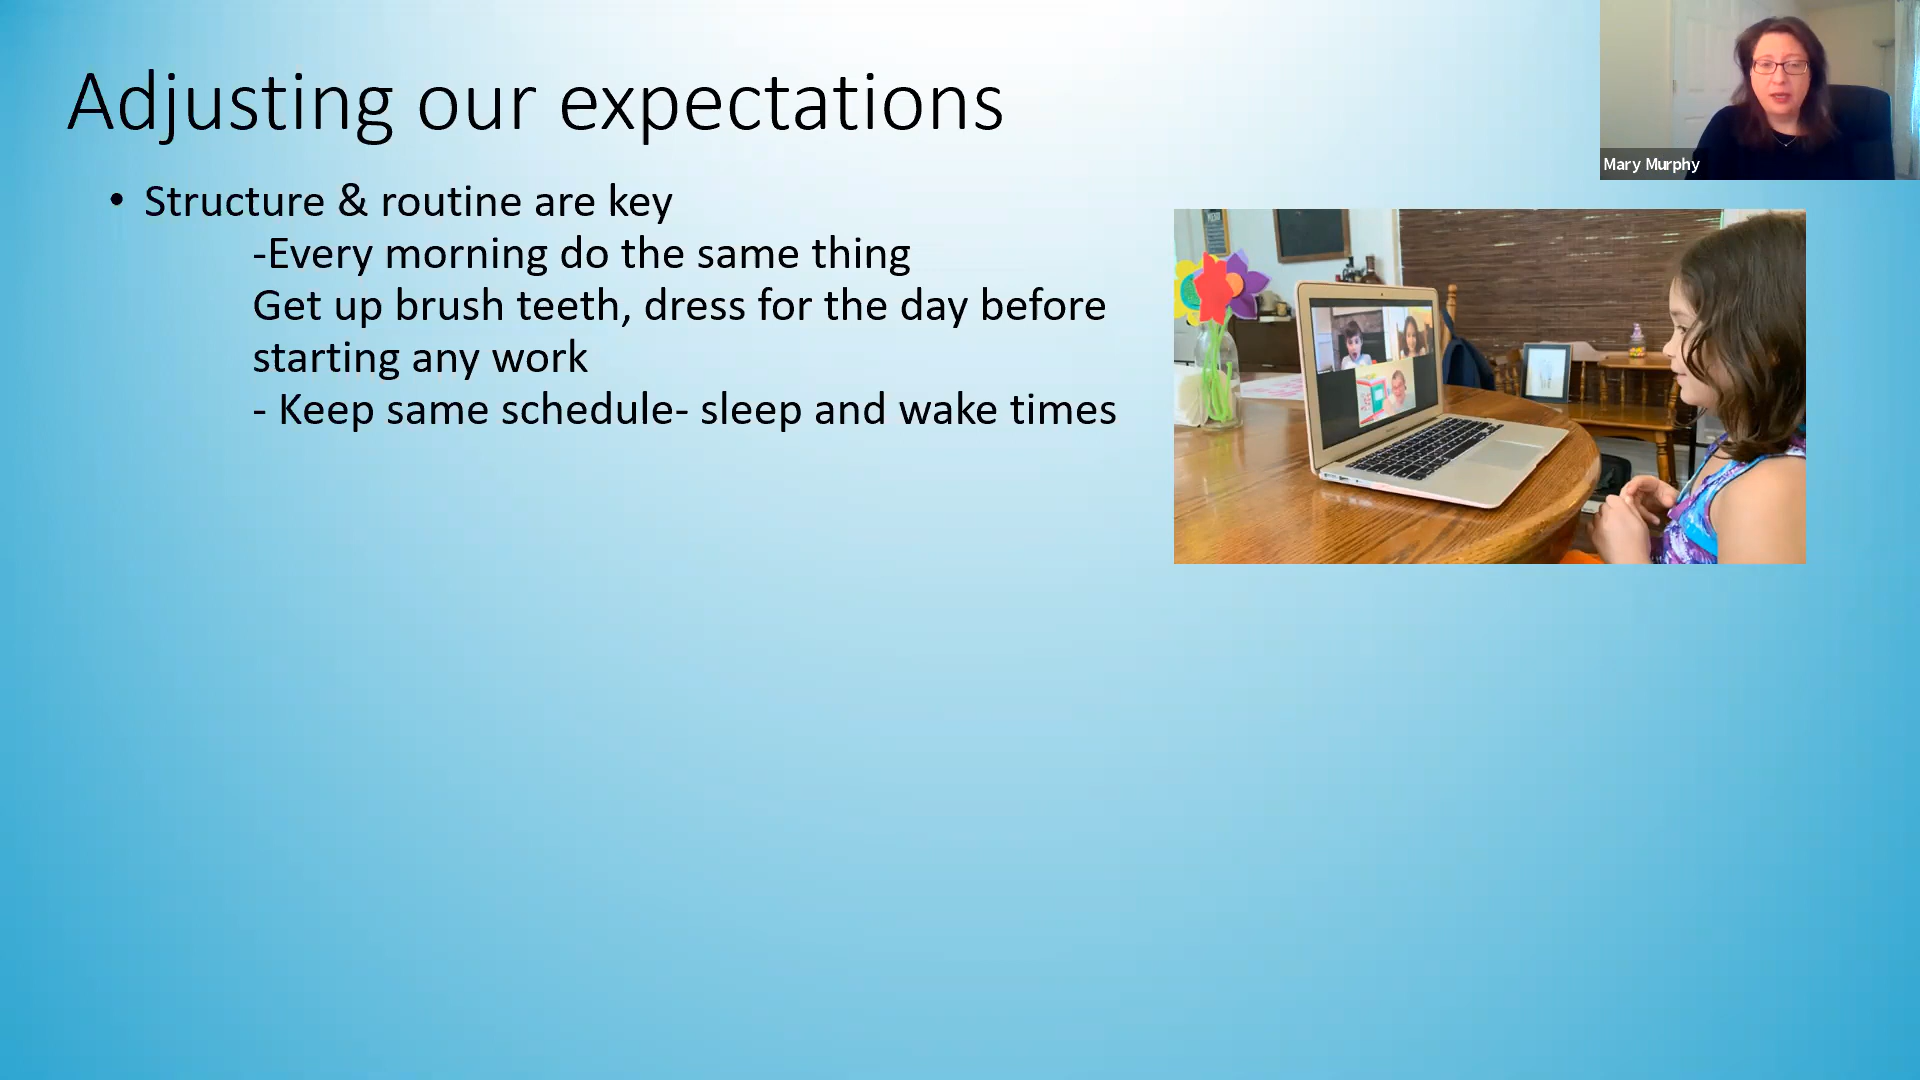 Adjusting our expectations
Mary Murphy
• Structure & routine are key
-Every morning do the same thing
Get up brush teeth, dress for the day before
starting any work
- Keep same schedule- sleep and wake times